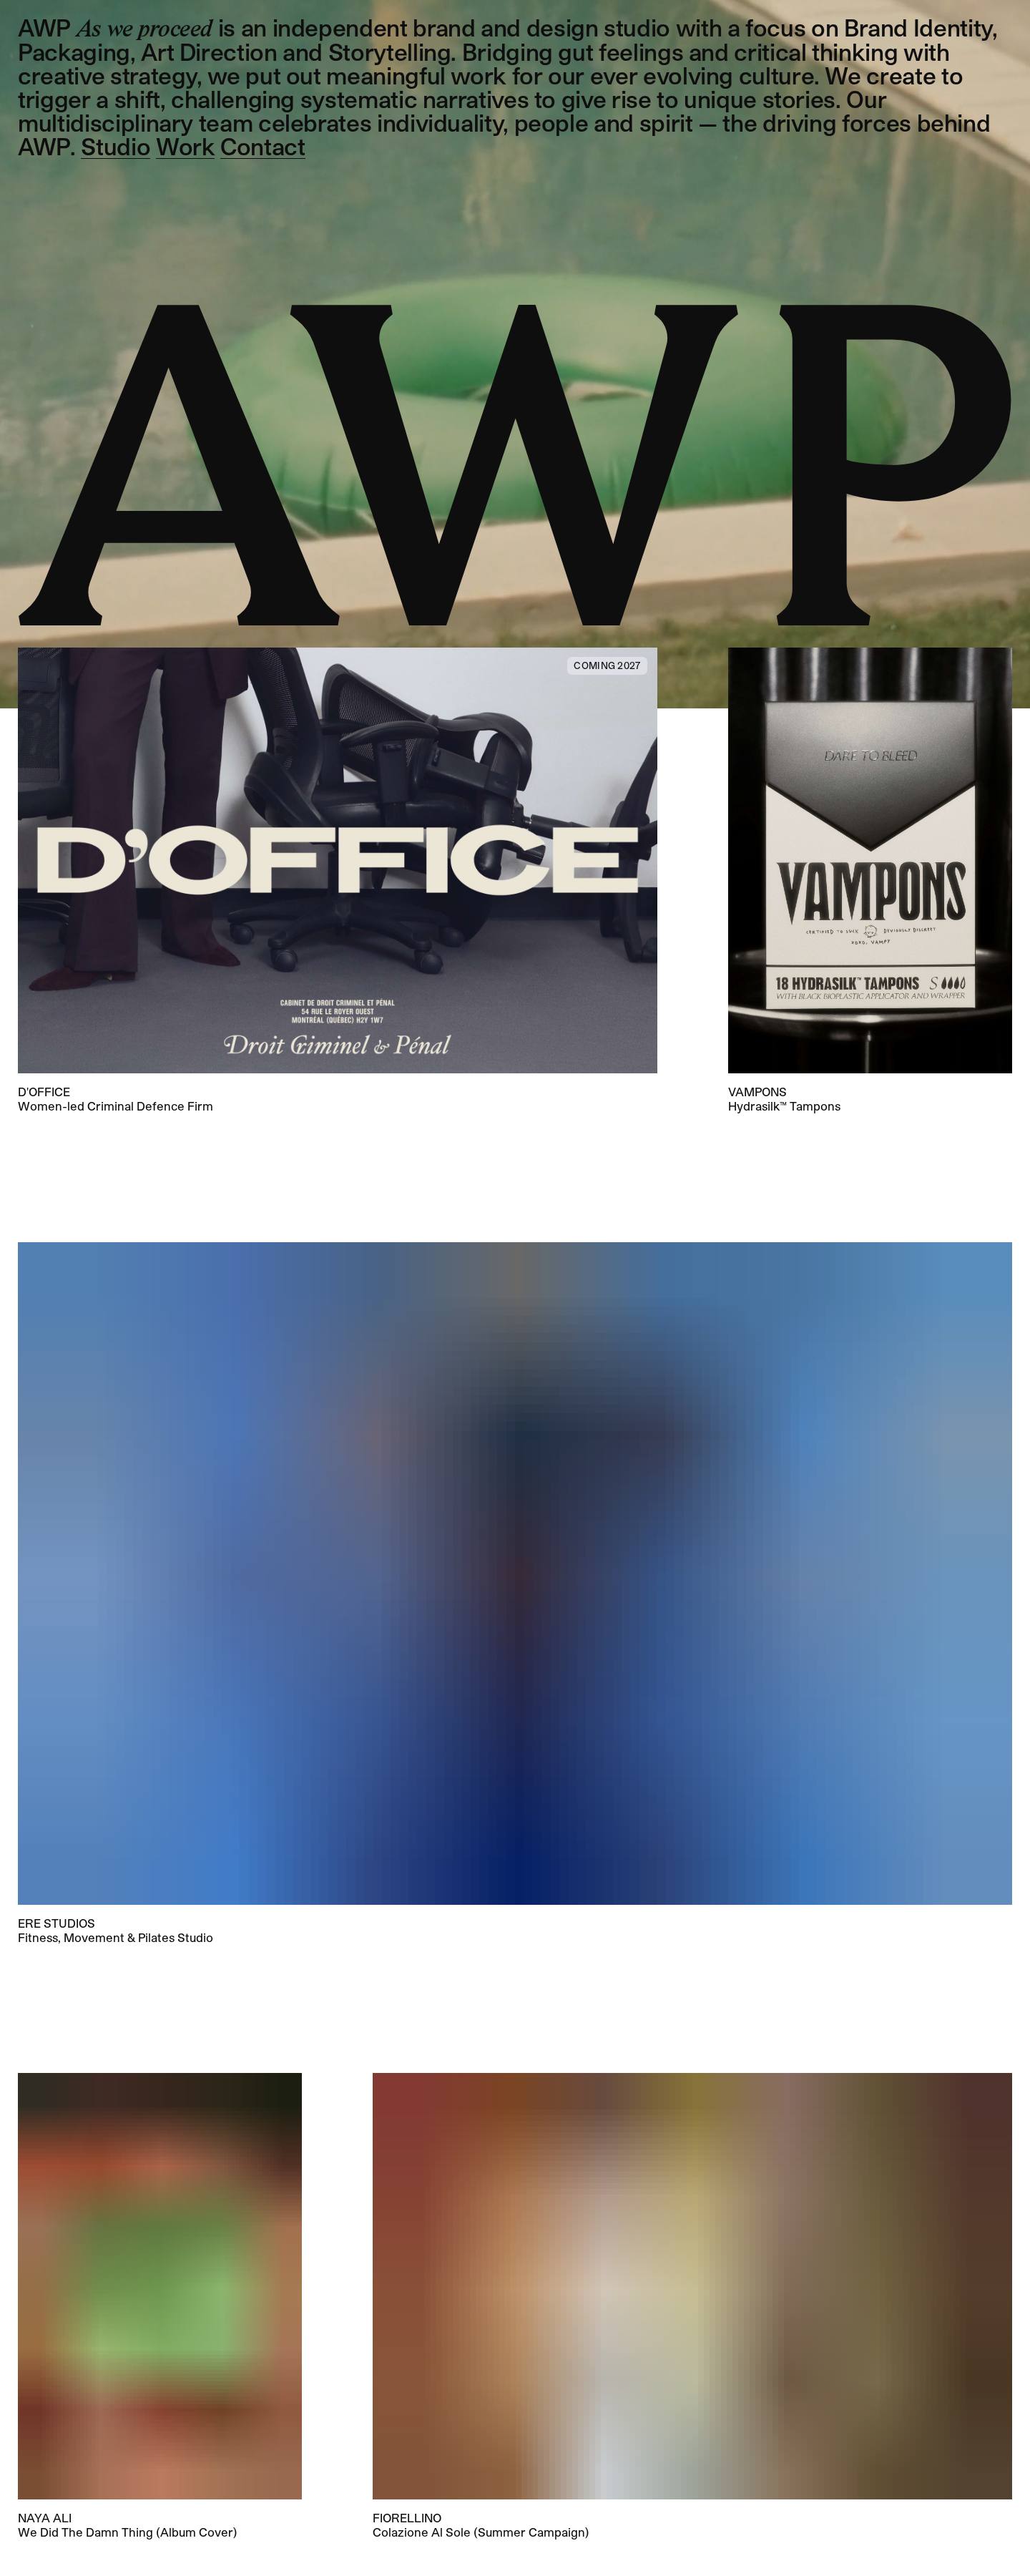 AWP As we proceed is an independent brand and design studio with a focus on Brand Identity,
Packaging, Art Direction and Storytelling. Bridging gut feelings and critical thinking with
creative strategy, we put out meaningful work for our ever evolving culture. We create to
trigger a shift, challenging systematic narratives to give rise to unique stories. Our
multidisciplinary team celebrates individuality, people and spirit — the driving forces behind
AWP. Studio Work Contact
AWP
COMING 2027
D'OFFICE
CABINET DE DROIT CRIMINEL ET PÉNAL
54 RUE LE ROYER OUEST
MONTRÉAL (QUÉBEC) H2Y 1W7
Droit Criminel & Pénal
D'OFFICE
Women-led Criminal Defence Firm
DARE TO BLEED
VAMPONS
CERTIFIED TO SUCK DEVIOUSLY DISCREET
18 HYDRASILK™ TAMPONS S
WITH BLACK BIOPLASTIC APPLICATOR AND WRAPPER
VAMPONS
Hydrasilk™ Tampons
ERE STUDIOS
Fitness, Movement & Pilates Studio
NAYA ALI
We Did The Damn Thing (Album Cover)
FIORELLINO
Colazione Al Sole (Summer Campaign)